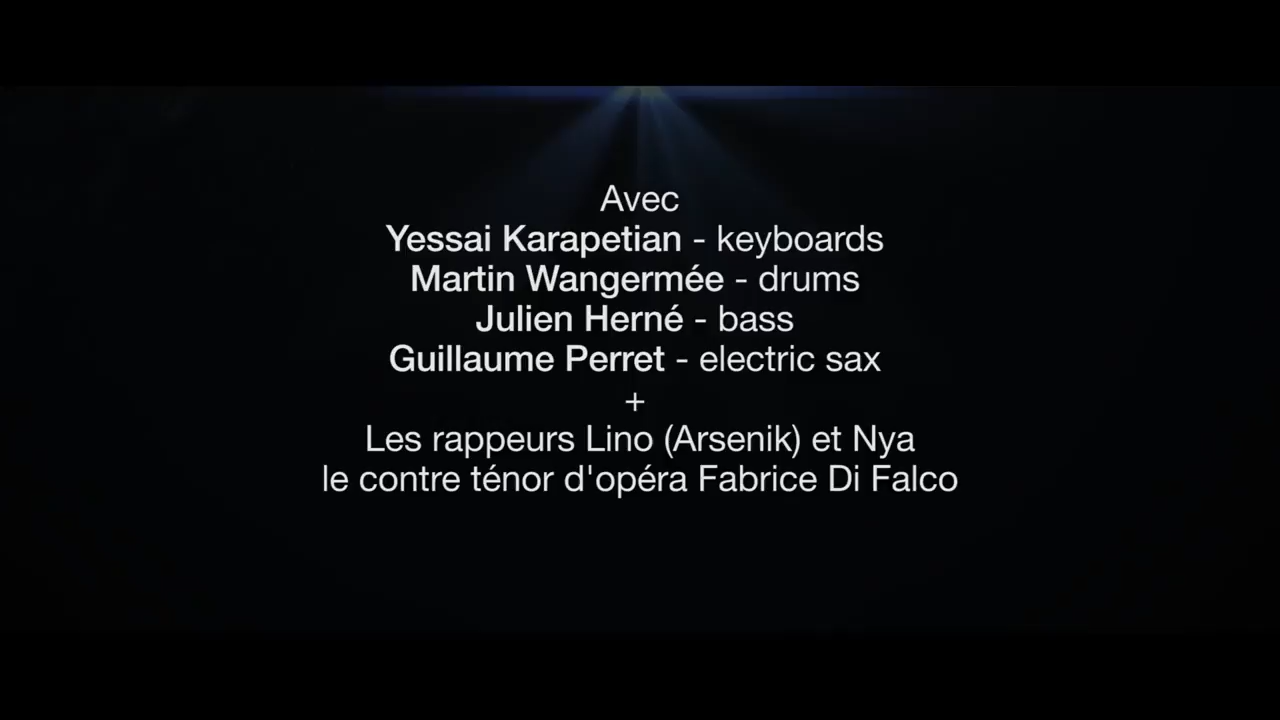 Avec
Yessai Karapetian - keyboards
Martin Wangermée - drums
Julien Herné - bass
Guillaume Perret - electric sax
+
Les rappeurs Lino (Arsenik) et Nya
le contre ténor d'opéra Fabrice Di Falco